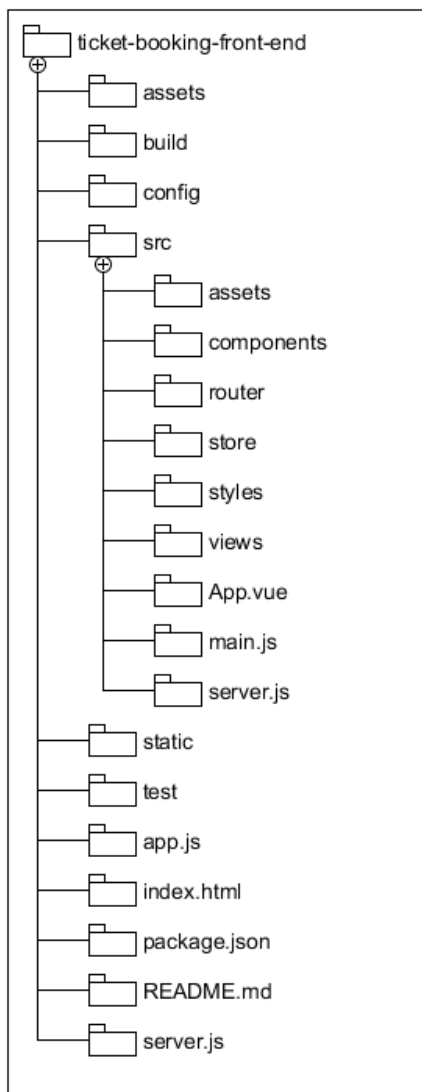 ticket-booking-front-end
assets
build
config
src
assets
components
router
store
styles
views
App.vue
main.js
server.js
static
test
app.js
index.html
package.json
README.md
server.js